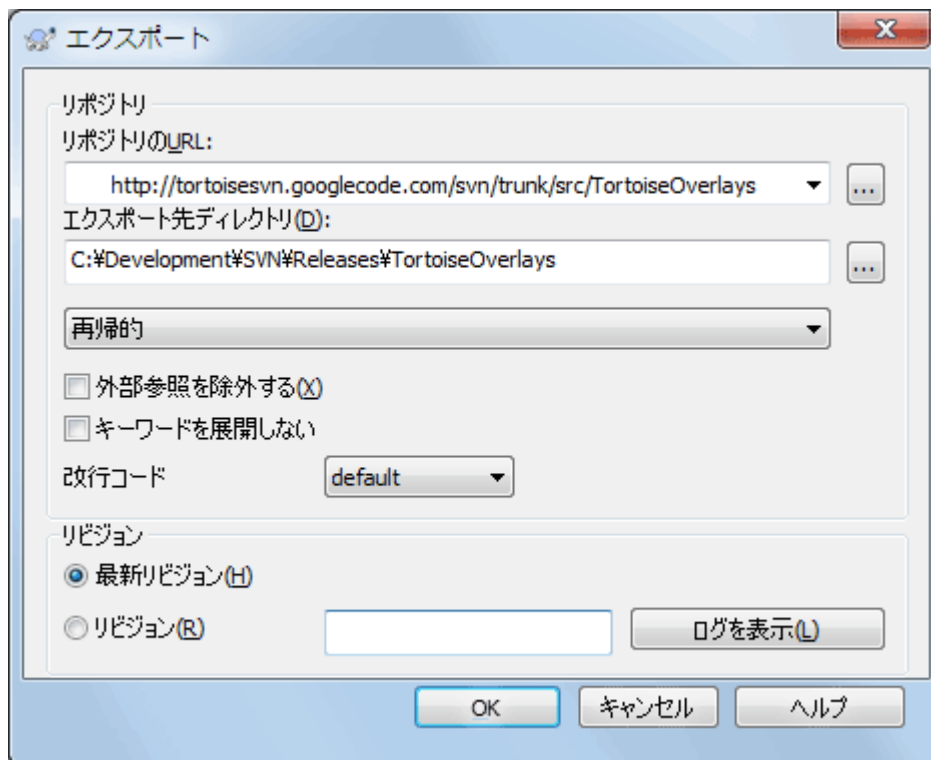 エクスポート
リポジトリ
リポジトリのURL:
http://tortoisesvn.googlecode.com/svn/trunk/src/TortoiseOverlays
...
エクスポート先ディレクトリ(D):
C:¥Development¥SVN¥Releases¥TortoiseOverlays
...
再帰的
外部参照を除外する(X)
キーワードを展開しない
改行コード default
リビジョン
最新リビジョン(H)
リビジョン(R) ログを表示(L)
OK キャンセル ヘルプ